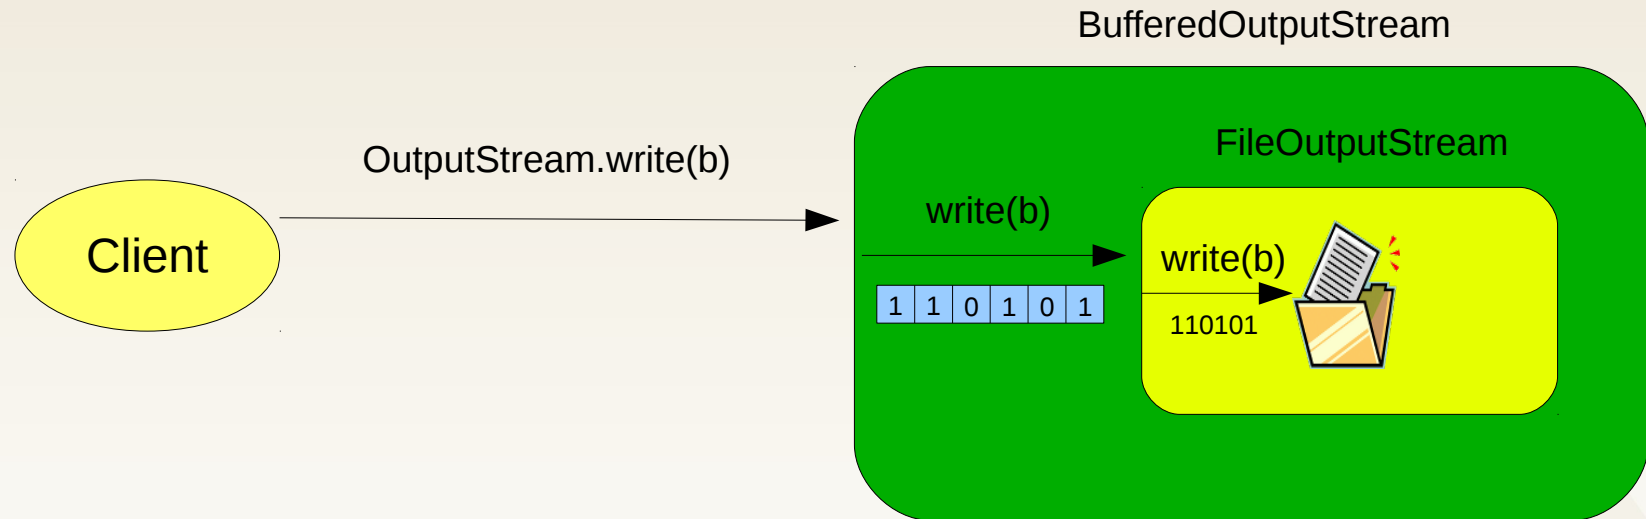 BufferedOutputStream
FileOutputStream
OutputStream.write(b)
Client
write(b)
1 1 0 1 0 1
write(b)
110101